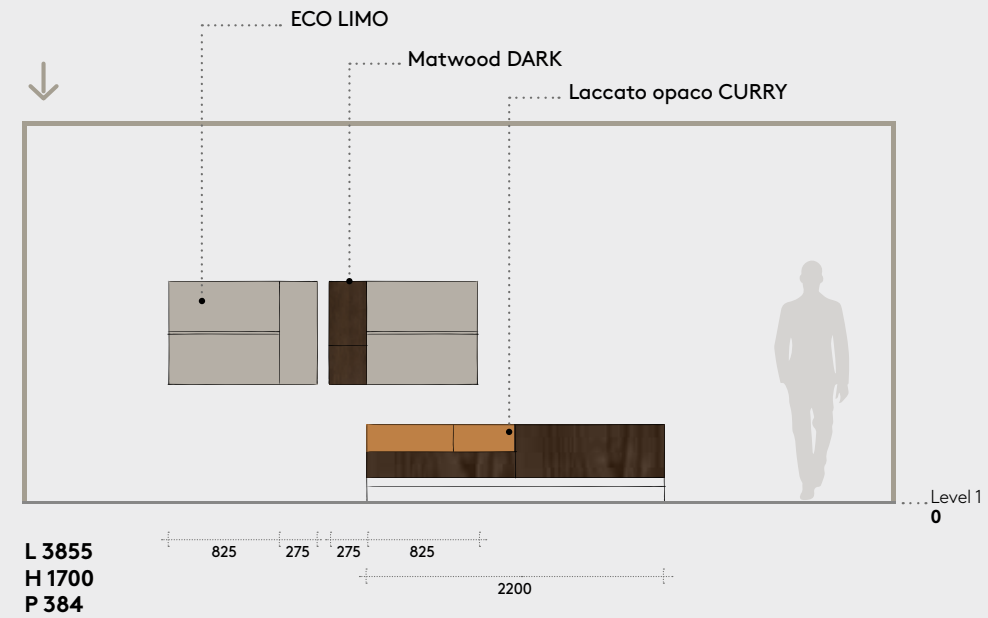 ECO LIMO
Matwood DARK
Laccato opaco CURRY
Level 1
0
825 275 275 825
2200
L 3855
H 1700
P 384